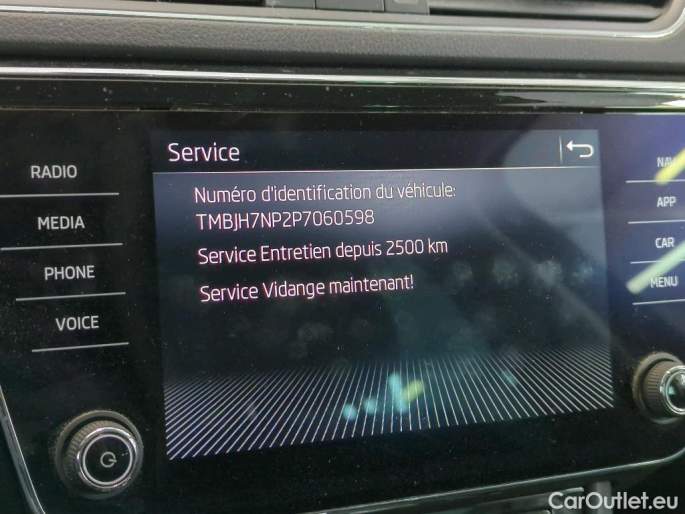 Service
RADIO
MEDIA
PHONE
VOICE
Numéro d'identification du véhicule:
TMBJH7NP2P7060598
Service Entretien depuis 2500 km
Service Vidange maintenant!
NAV
APP
CAR
MENU
CarOutlet.eu